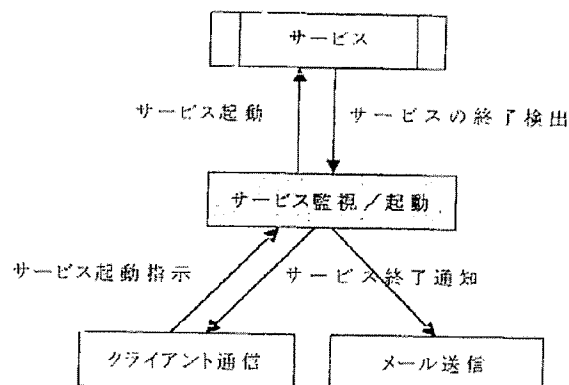 サービス
サービス起動
サービスの終了検出
サービス監視／起動
サービス起動指示
サービス終了通知
クライアント通信
メール送信